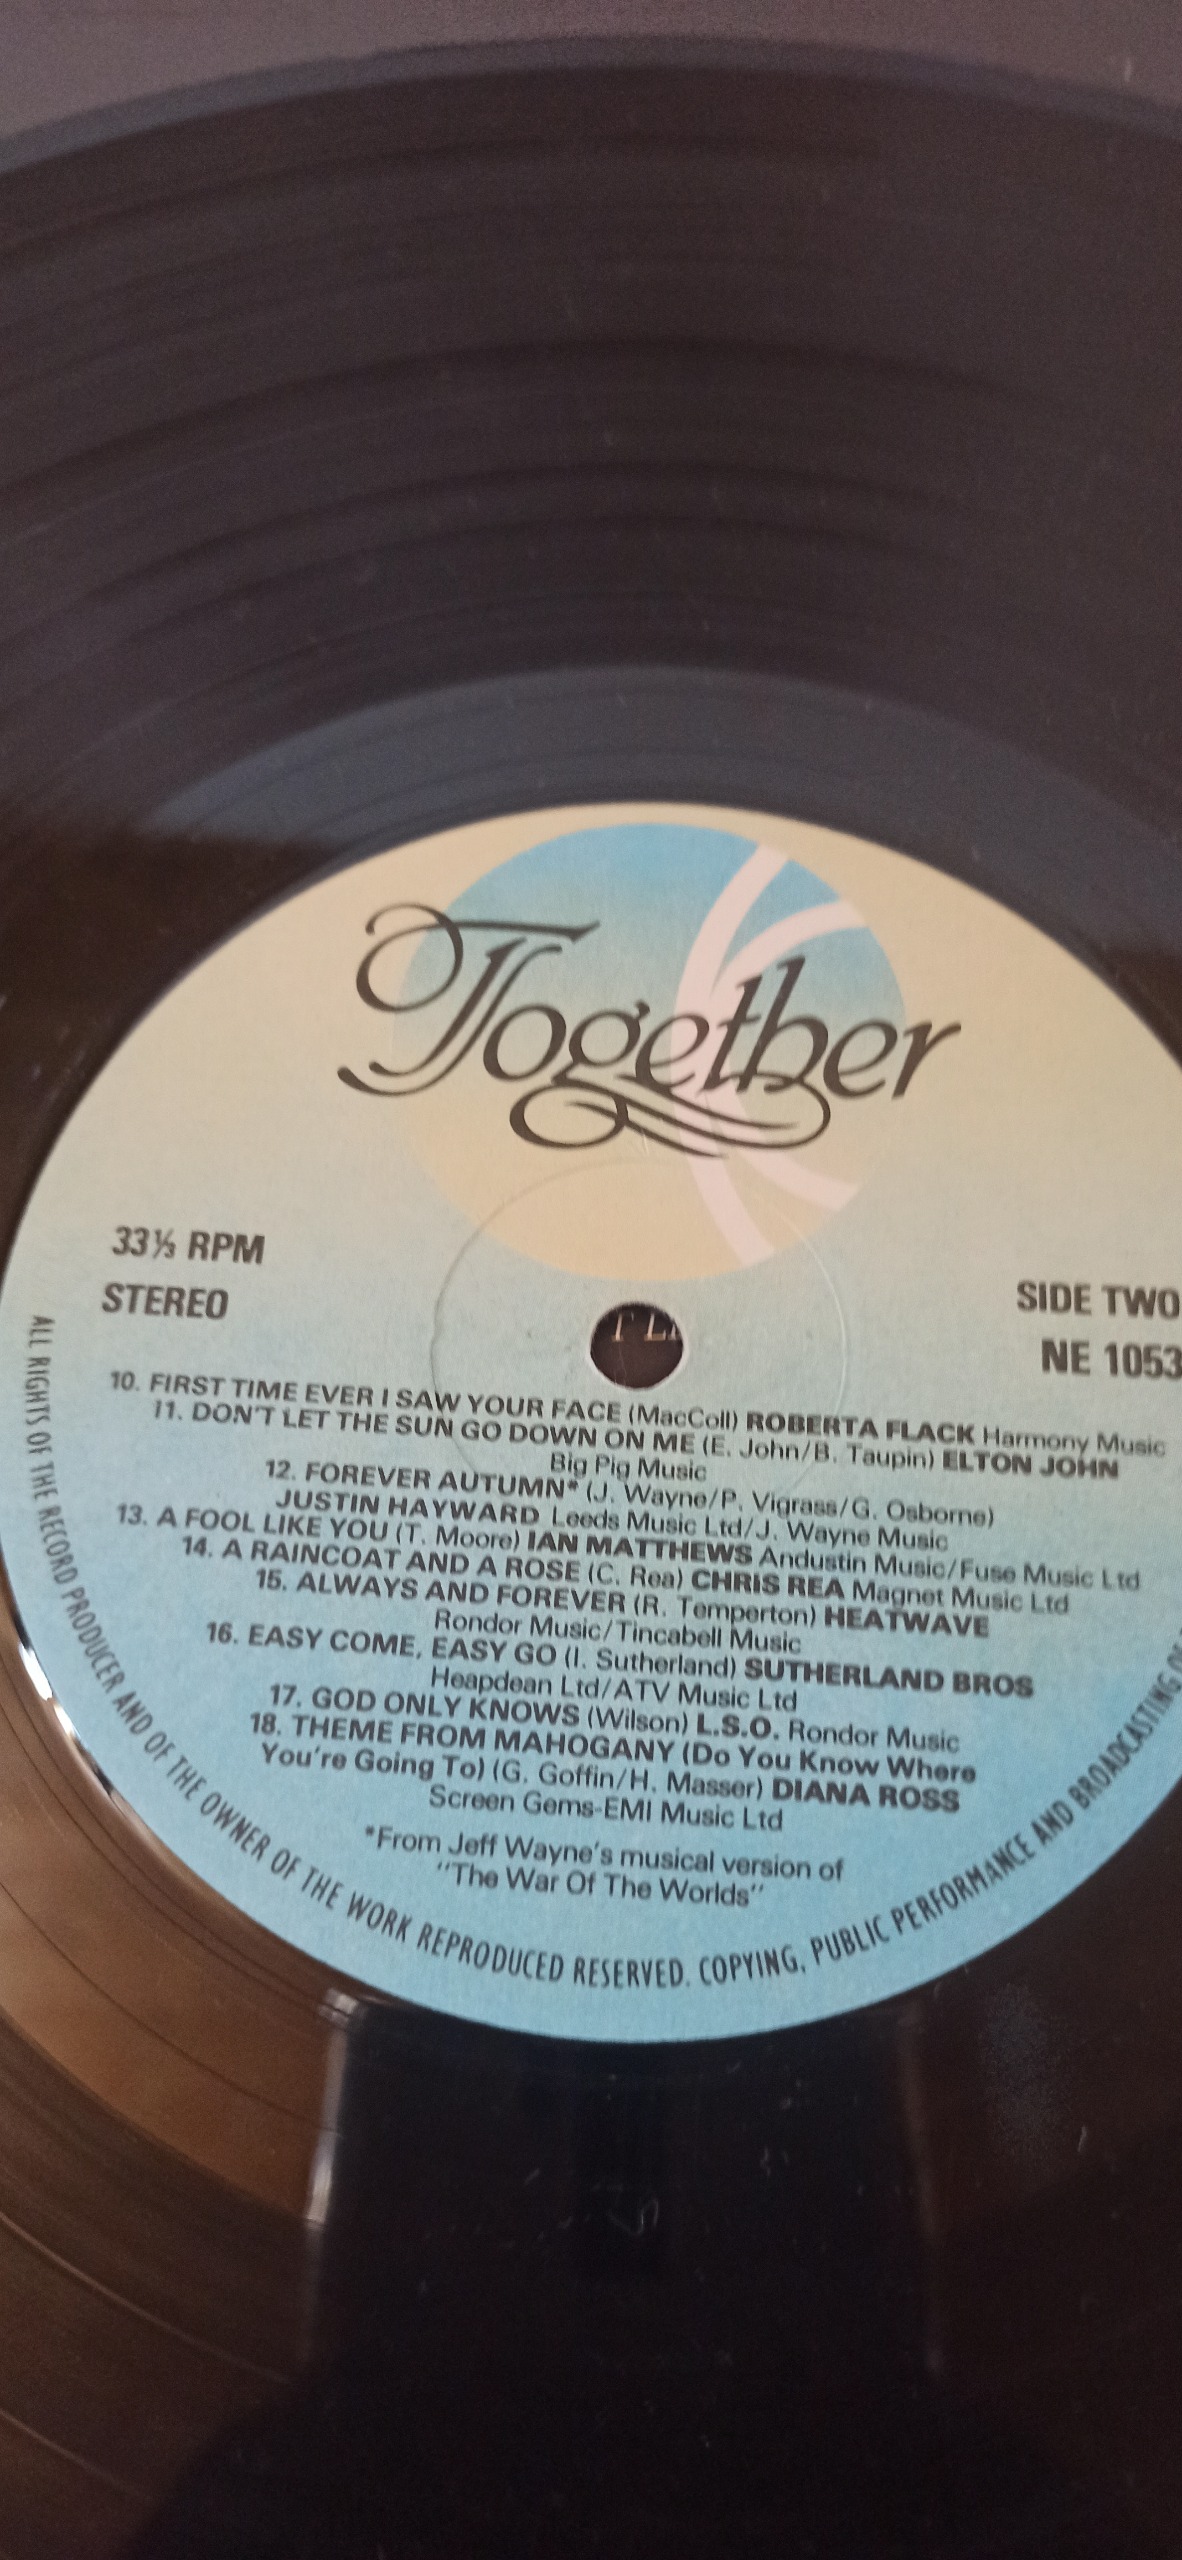 Together
33⅓ RPM
STEREO
SIDE TWO
NE 1053
10. FIRST TIME EVER I SAW YOUR FACE (MacColl) ROBERTA FLACK Harmony Music
11. DON'T LET THE SUN GO DOWN ON ME (E. John/B. Taupin) ELTON JOHN
Big Pig Music
12. FOREVER AUTUMN* (J. Wayne/P. Vigrass/G. Osborne)
JUSTIN HAYWARD Leeds Music Ltd/J. Wayne Music
13. A FOOL LIKE YOU (T. Moore) IAN MATTHEWS Andustin Music/Fuse Music Ltd
14. A RAINCOAT AND A ROSE (C. Rea) CHRIS REA Magnet Music Ltd
15. ALWAYS AND FOREVER (R. Temperton) HEATWAVE
Rondor Music/Tincabell Music
16. EASY COME, EASY GO (I. Sutherland) SUTHERLAND BROS
Heapdean Ltd/ATV Music Ltd
17. GOD ONLY KNOWS (Wilson) L.S.O. Rondor Music
18. THEME FROM MAHOGANY (Do You Know Where
You're Going To) (G. Goffin/H. Masser) DIANA ROSS
Screen Gems-EMI Music Ltd
*From Jeff Wayne's musical version of
"The War Of The Worlds"
ALL RIGHTS OF THE RECORD PRODUCER AND OF THE OWNER OF THE WORK REPRODUCED RESERVED. COPYING, PUBLIC PERFORMANCE AND BROADCASTING